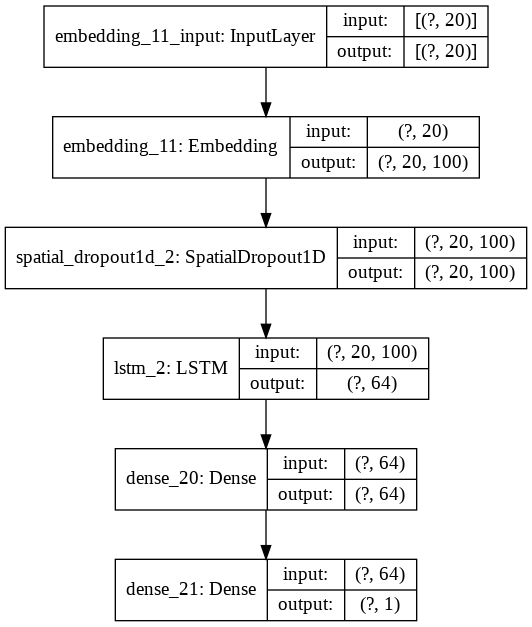 embedding_11_input: InputLayer input: [(?, 20)]
output: [(?, 20)]
embedding_11: Embedding input: (?, 20)
output: (?, 20, 100)
spatial_dropout1d_2: SpatialDropout1D input: (?, 20, 100)
output: (?, 20, 100)
lstm_2: LSTM input: (?, 20, 100)
output: (?, 64)
dense_20: Dense input: (?, 64)
output: (?, 64)
dense_21: Dense input: (?, 64)
output: (?, 1)